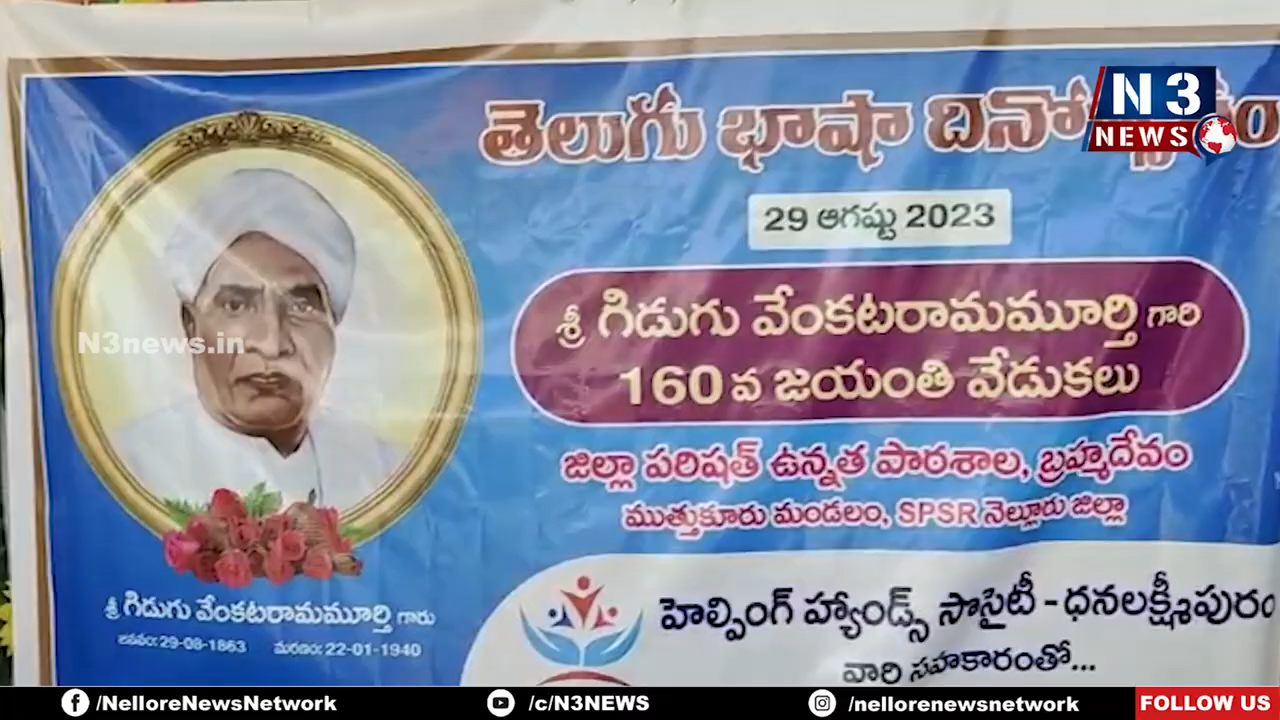 N3
NEWS
తెలుగు భాషా
29 ఆగష్టు 2023
శ్రీ గిడుగు వేంకటరామమూర్తి గారి
160 వ జయంతి వేడుకలు
జిల్లా పరిషత్ ఉన్నత పాఠశాల, బ్రహ్మదేవం
ముత్తుకూరు మండలం, SPSR నెల్లూరు జిల్లా
N3news.in
శ్రీ గిడుగు వేంకటరామమూర్తి గారు
జననం: 29-08-1863 మరణం: 22-01-1940
హెల్పింగ్ హ్యాండ్స్ సొసైటీ - ధనలక్ష్మీపురం
వారి సహకారంతో...
/NelloreNewsNetwork
/c/N3NEWS
/nellorenewsnetwork
FOLLOW US